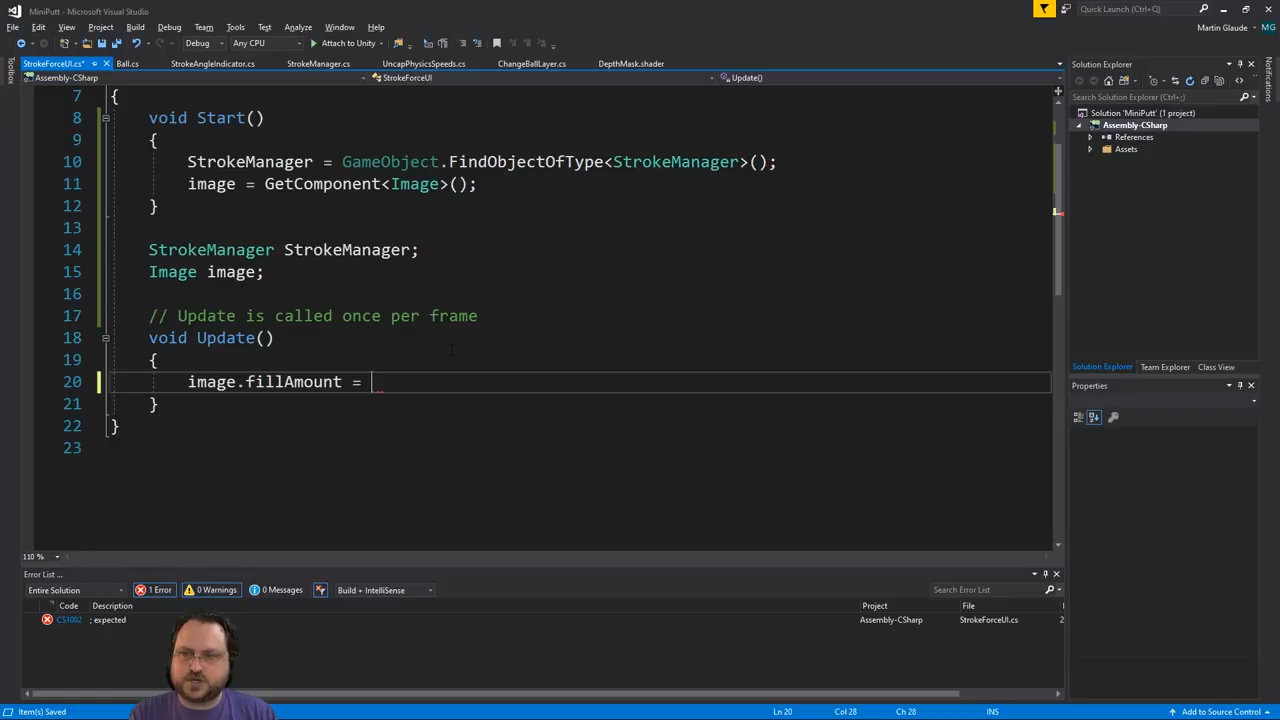 MiniPutt - Microsoft Visual Studio
Quick Launch (Ctrl+Q)
File Edit View Project Build Debug Team Tools Test Analyze Window Help
Martin Glaude MG
Debug Any CPU Attach to Unity
StrokeForceUI.cs* Ball.cs StrokeAngleIndicator.cs StrokeManager.cs UncapPhysicsSpeeds.cs ChangeBallLayer.cs DepthMask.shader
Assembly-CSharp StrokeForceUI Update()
7 {
8 void Start()
9 {
10 StrokeManager = GameObject.FindObjectOfType<StrokeManager>();
11 image = GetComponent<Image>();
12 }
13
14 StrokeManager StrokeManager;
15 Image image;
16
17 // Update is called once per frame
18 void Update()
19 {
20 image.fillAmount =
21 }
22 }
23
110 %
Toolbox
Solution Explorer
Search Solution Explorer (Ctrl+;)
Solution 'MiniPutt' (1 project)
Assembly-CSharp
References
Assets
Solution Explorer Team Explorer Class View
Properties
Notifications
Error List ...
Entire Solution 1 Error 0 Warnings 0 Messages Build + IntelliSense Search Error List
Code Description Project File
CS1002 ; expected Assembly-CSharp StrokeForceUI.cs 2
Item(s) Saved Ln 20 Col 28 Ch 28 INS Add to Source Control